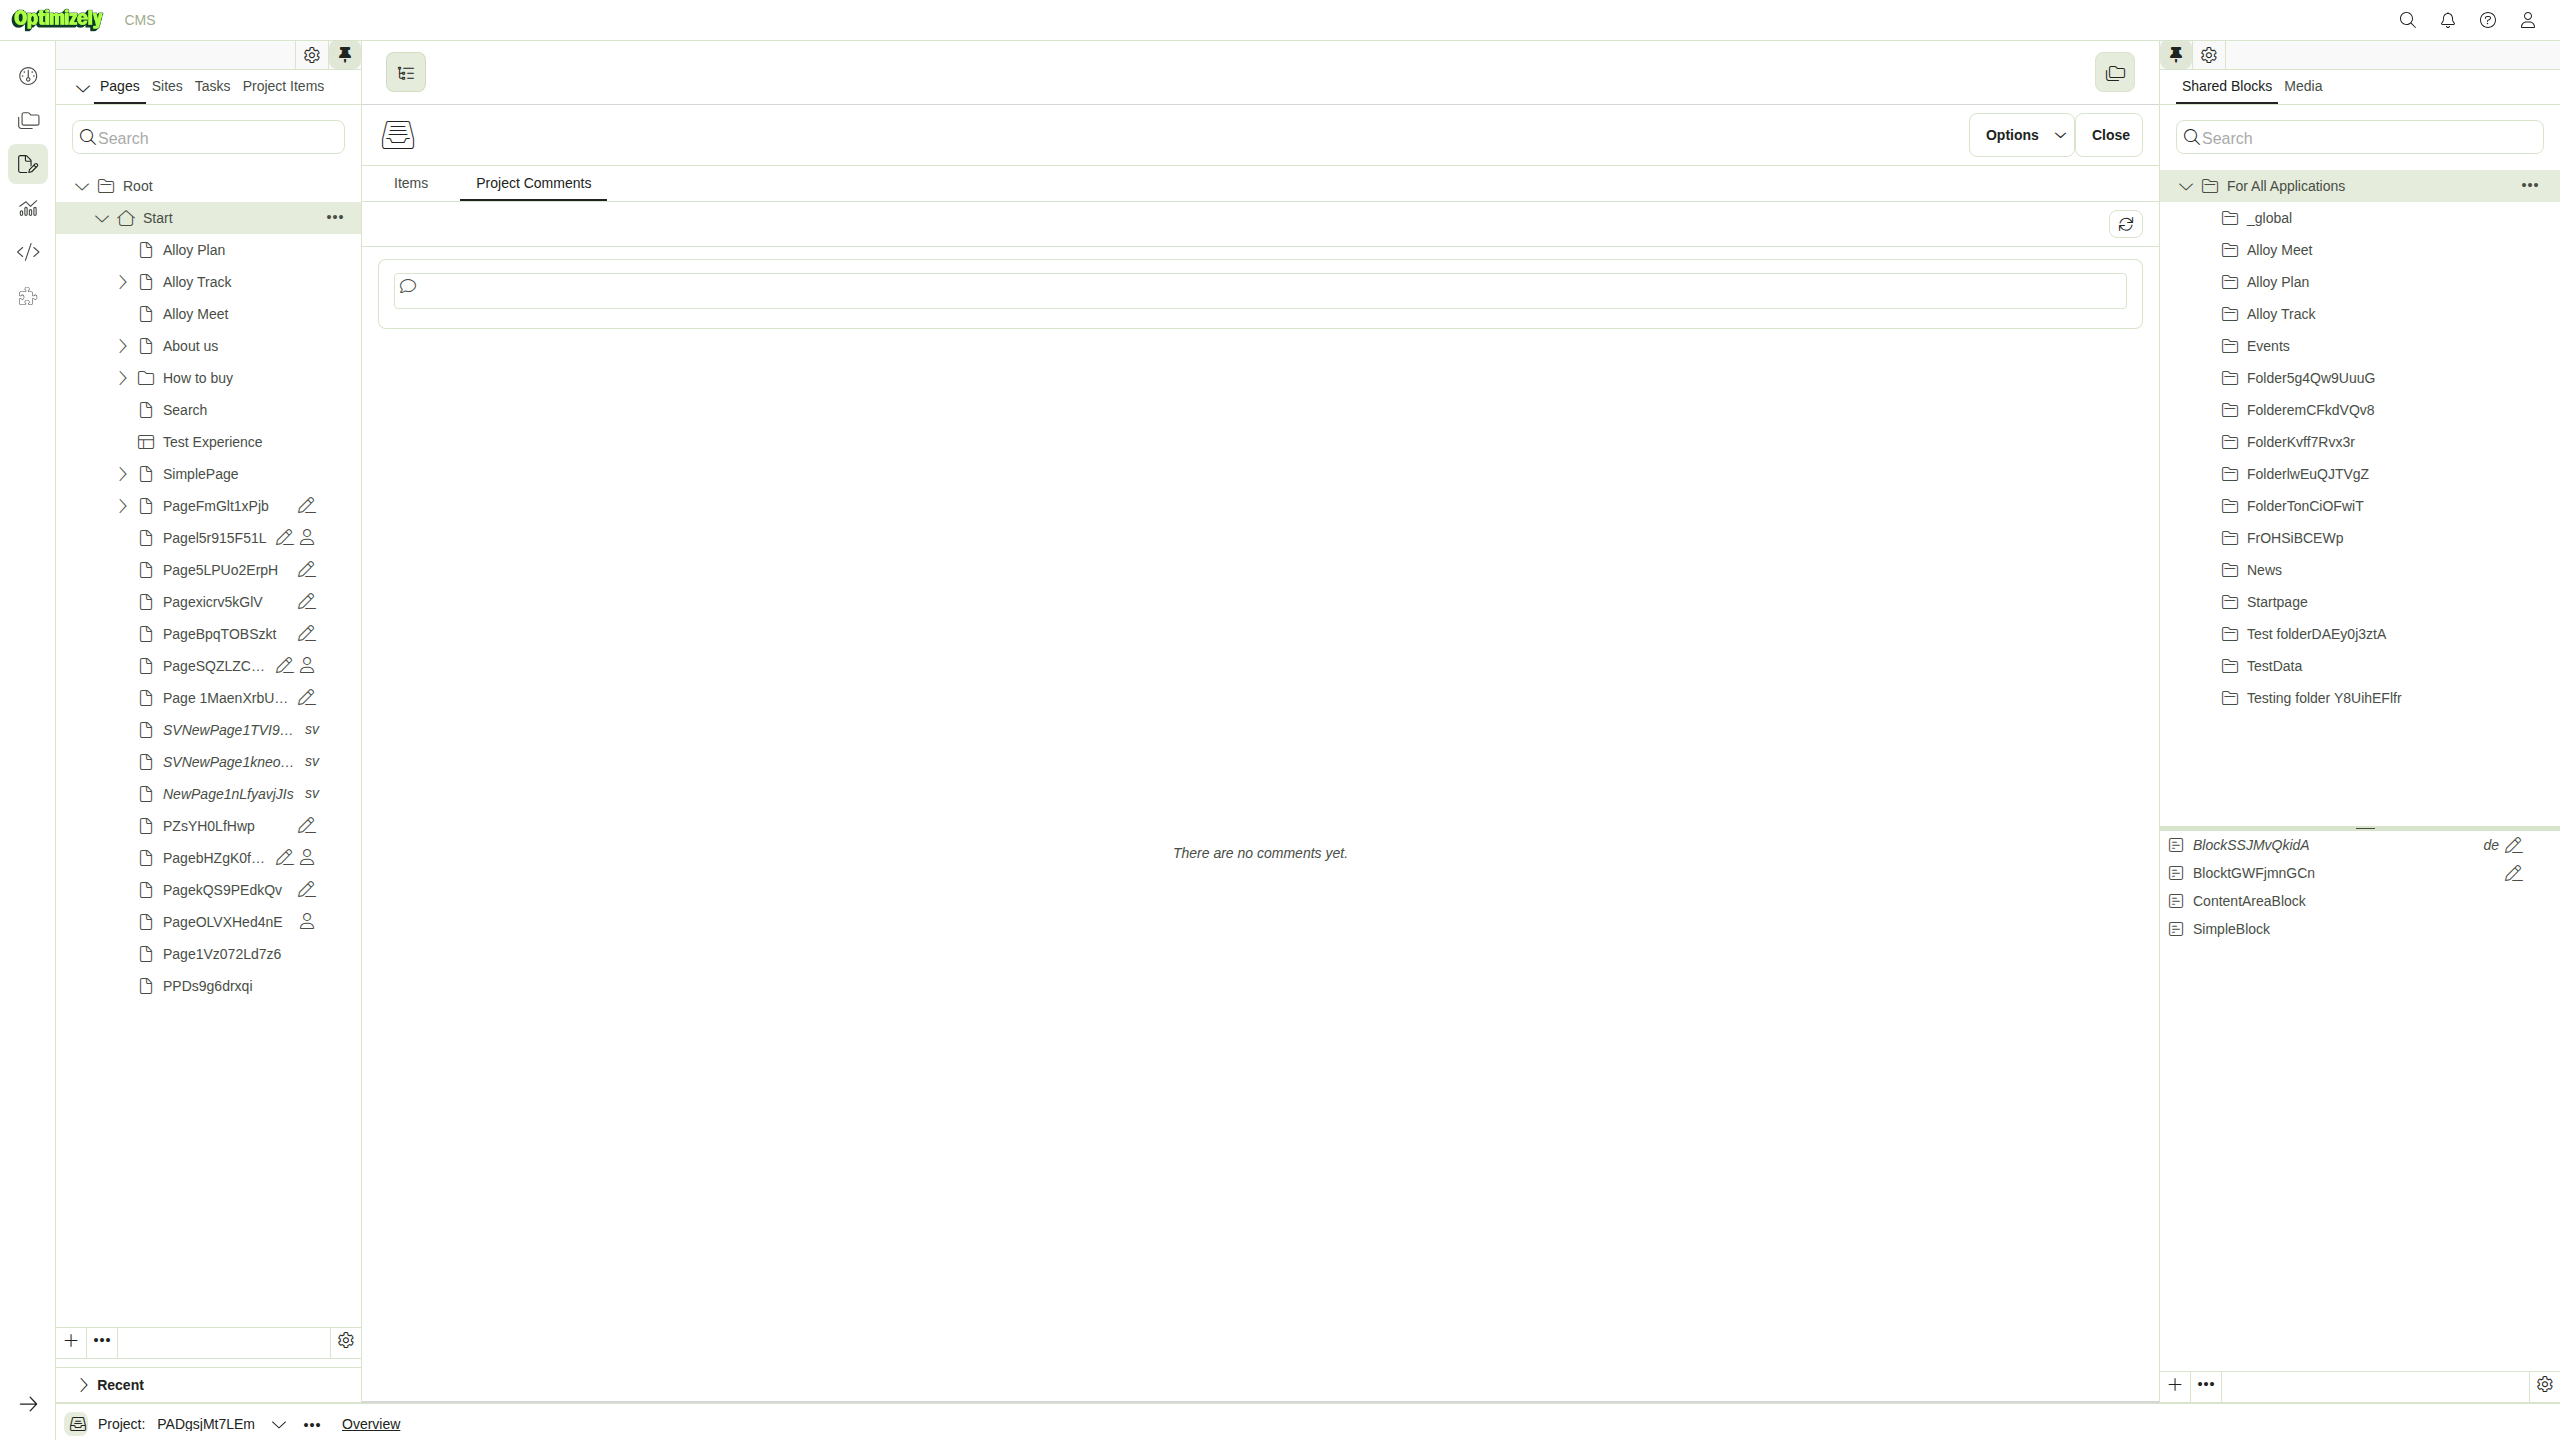 Optimizely CMS
Pages Sites Tasks Project Items
Search
Root
Start
Alloy Plan
Alloy Track
Alloy Meet
About us
How to buy
Search
Test Experience
SimplePage
PageFmGlt1xPjb
Pagel5r915F51L
Page5LPUo2ErpH
Pagexicrv5kGlV
PageBpqTOBSzkt
PageSQZLZC...
Page 1MaenXrbU...
SVNewPage1TVI9... sv
SVNewPage1kneo... sv
NewPage1nLfyavjJIs sv
PZsYH0LfHwp
PagebHZgK0f...
PagekQS9PEdkQv
PageOLVXHed4nE
Page1Vz072Ld7z6
PPDs9g6drxqi
Recent
Project: PADgsjMt7LEm Overview
Options Close
Items Project Comments
There are no comments yet.
Shared Blocks Media
Search
For All Applications
_global
Alloy Meet
Alloy Plan
Alloy Track
Events
Folder5g4Qw9UuuG
FolderemCFkdVQv8
FolderKvff7Rvx3r
FolderlwEuQJTVgZ
FolderTonCiOFwiT
FrOHSiBCEWp
News
Startpage
Test folderDAEy0j3ztA
TestData
Testing folder Y8UihEFlfr
BlockSSJMvQkidA de
BlocktGWFjmnGCn
ContentAreaBlock
SimpleBlock